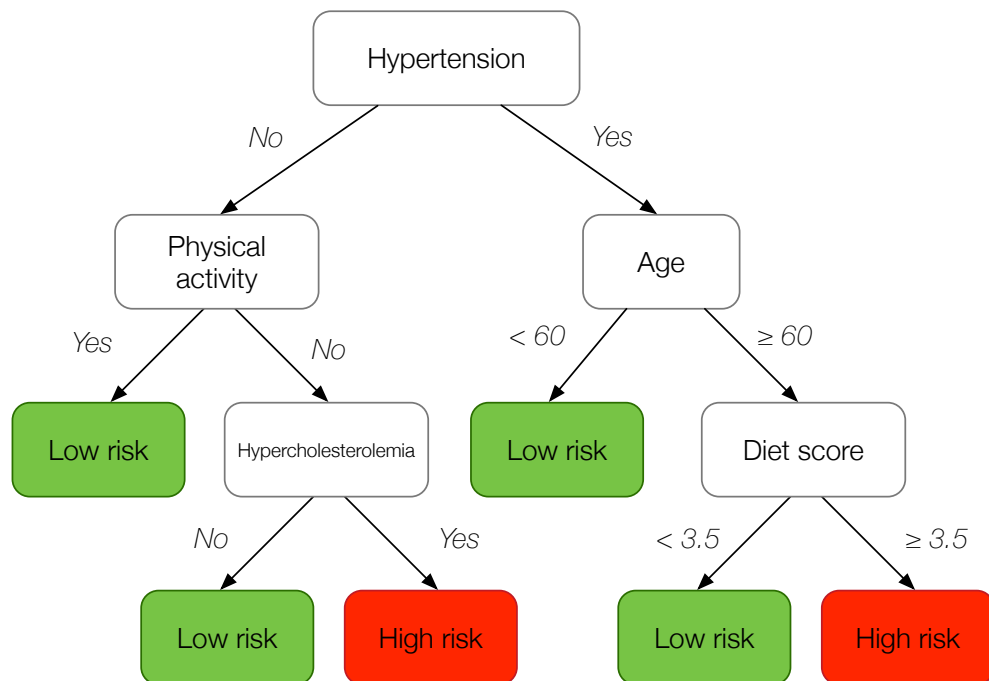 Hypertension
No
Yes
Physical
activity
Age
Yes
No
< 60
≥ 60
Low risk
Hypercholesterolemia
Low risk
Diet score
No
Yes
< 3.5
≥ 3.5
Low risk
High risk
Low risk
High risk